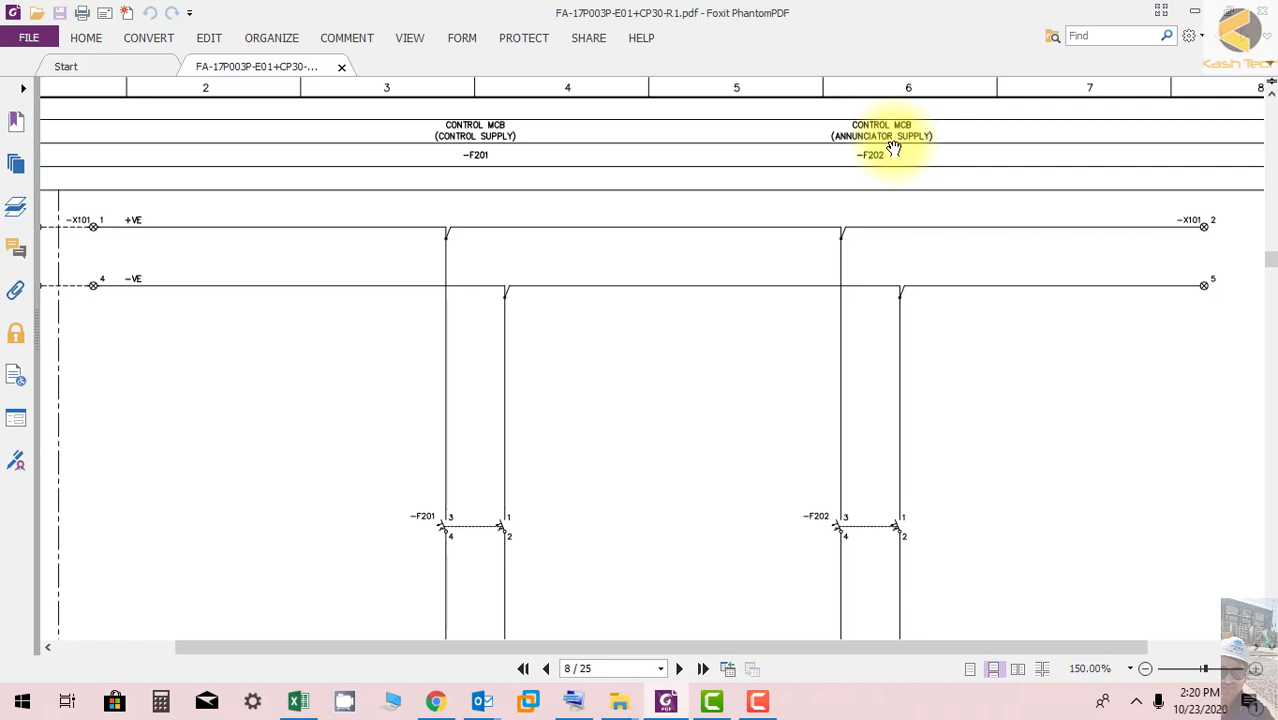 FA-17P003P-E01+CP30-R1.pdf - Foxit PhantomPDF
FILE HOME CONVERT EDIT ORGANIZE COMMENT VIEW FORM PROTECT SHARE HELP
Find
Kash Tech
Start FA-17P003P-E01+CP30-...
2 3 4 5 6 7 8
CONTROL MCB
(CONTROL SUPPLY)
-F201
CONTROL MCB
(ANNUNCIATOR SUPPLY)
-F202
-X101 1 +VE
-X101 2
4 -VE
5
-F201 3 1
4 2
-F202 3 1
4 2
8 / 25
150.00%
2:20 PM
10/23/2020